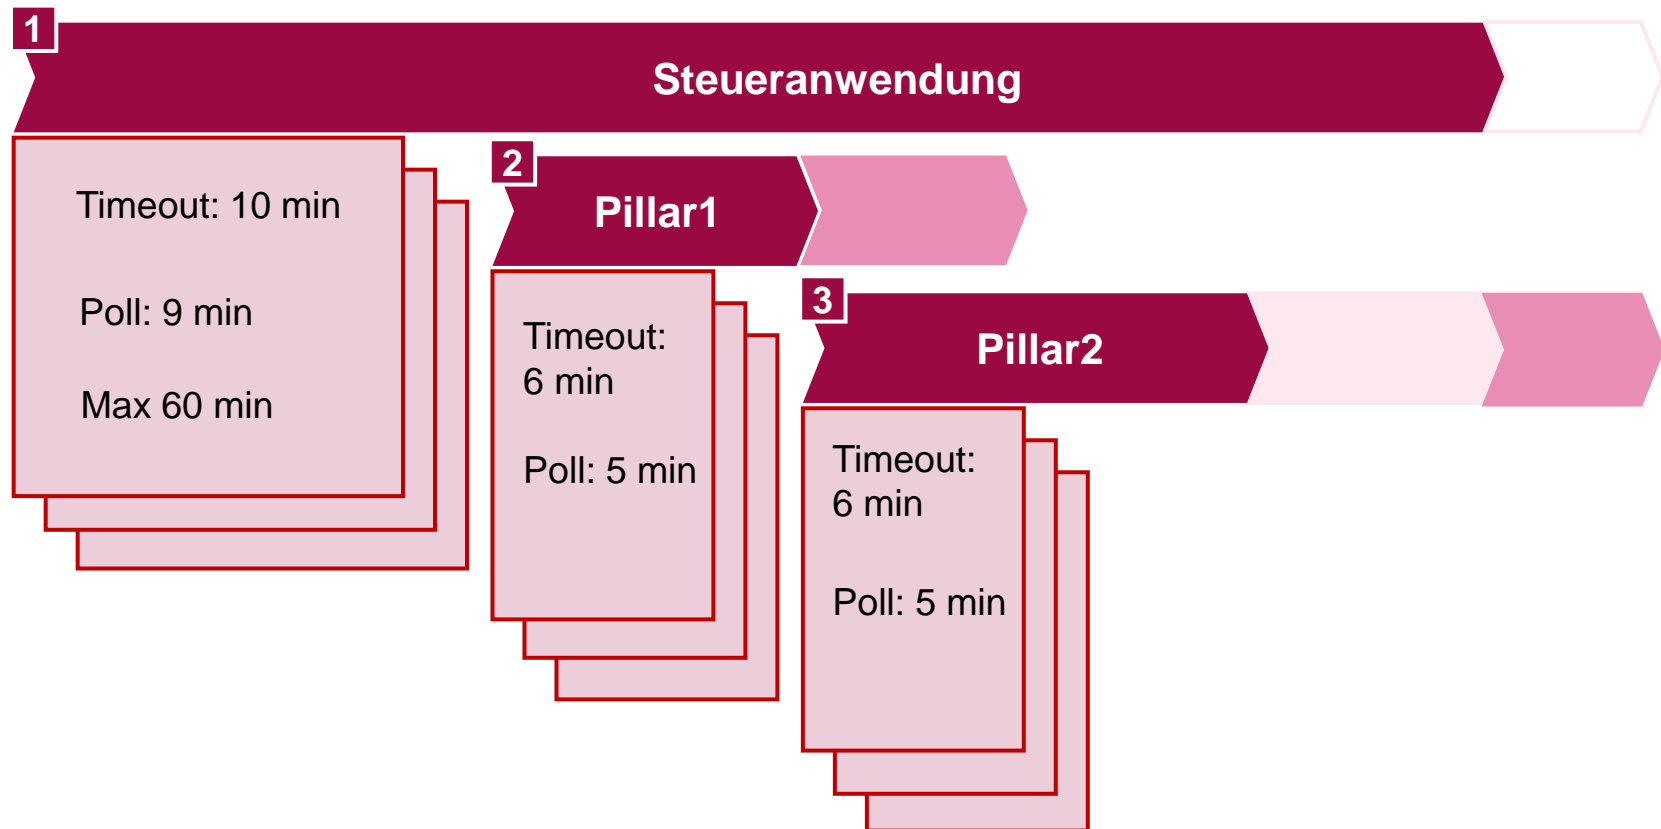 1
Steueranwendung
Timeout: 10 min
Poll: 9 min
Max 60 min
2
Pillar1
Timeout:
6 min
Poll: 5 min
3
Pillar2
Timeout:
6 min
Poll: 5 min